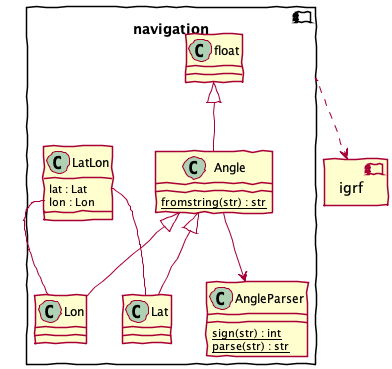 navigation
C float
C Angle
fromstring(str) : str
C LatLon
lat : Lat
lon : Lon
igrf
C Lon
C Lat
C AngleParser
sign(str) : int
parse(str) : str